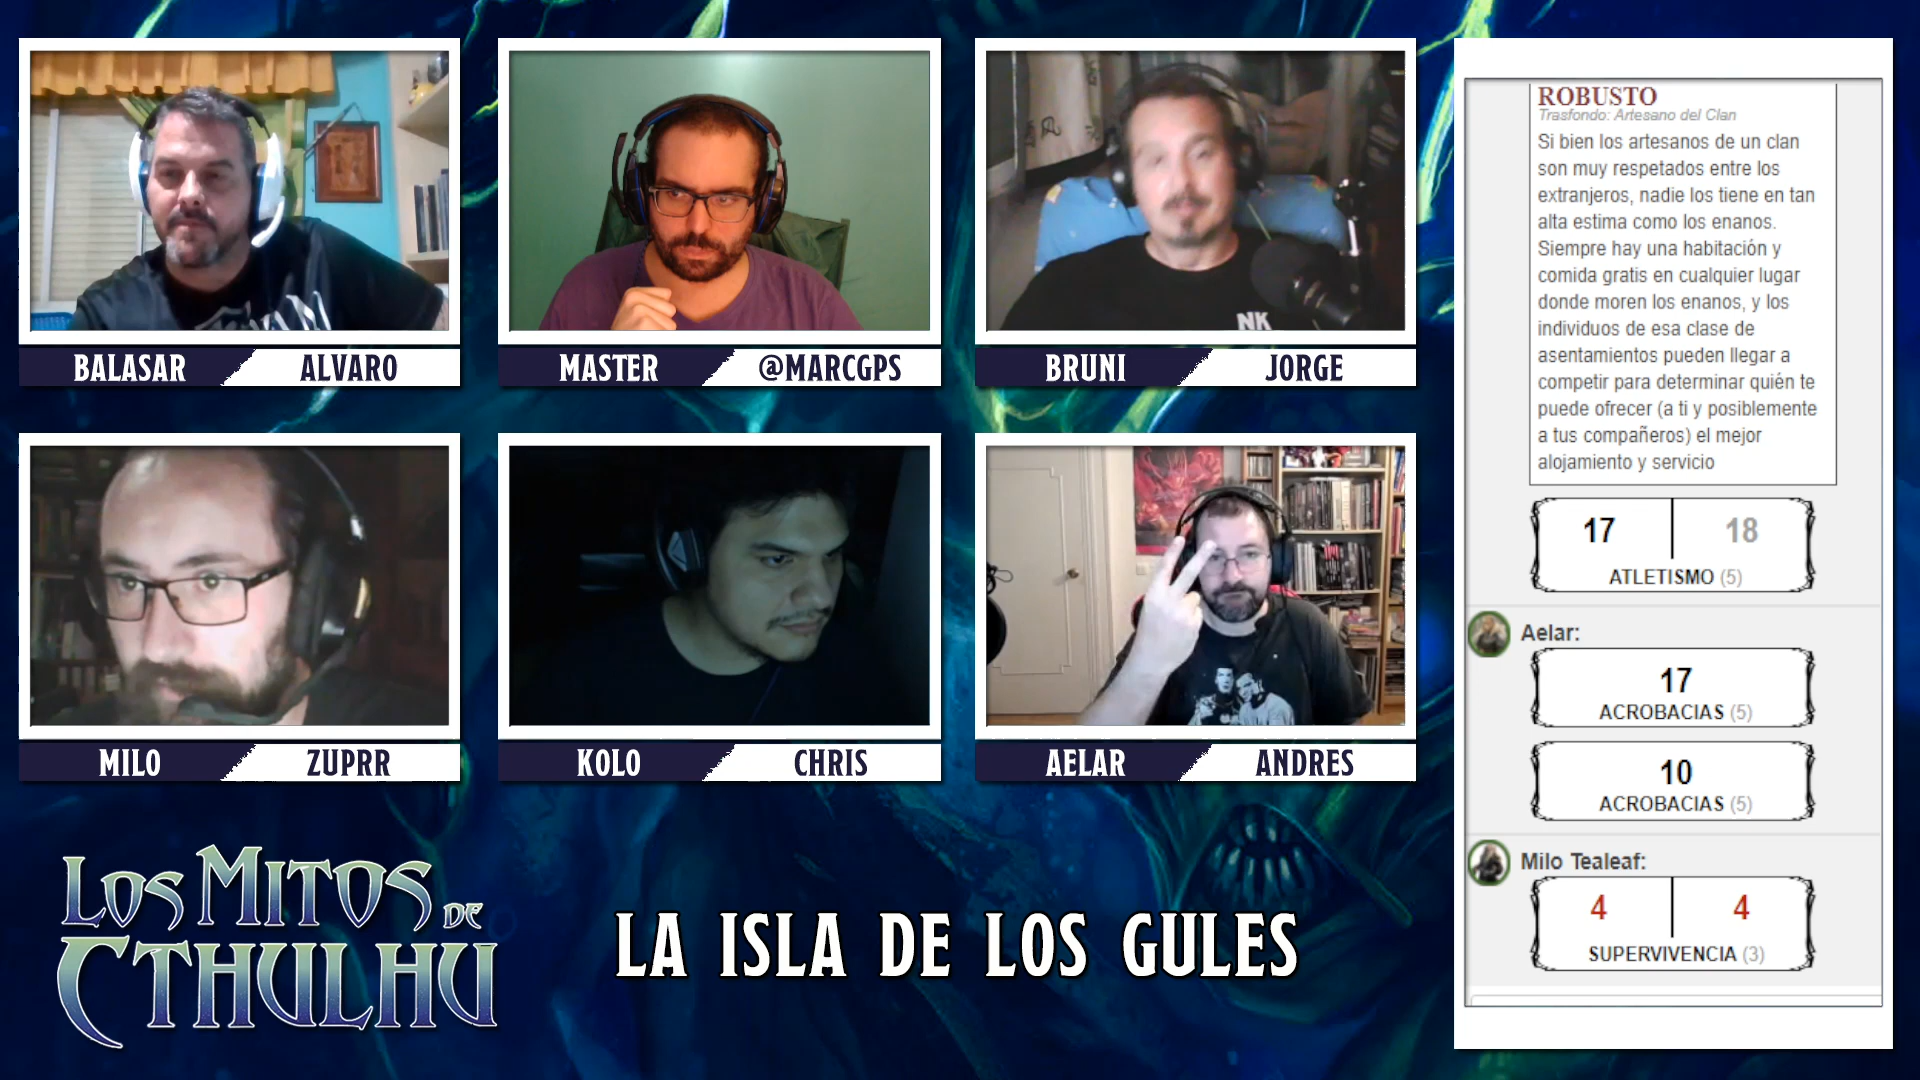 BALASAR ALVARO
MASTER @MARCGPS
NK
BRUNI JORGE
MILO ZUPRR
KOLO CHRIS
AELAR ANDRES
LOS MITOS DE
CTHULHU
LA ISLA DE LOS GULES
ROBUSTO
Trasfondo: Artesano del Clan
Si bien los artesanos de un clan
son muy respetados entre los
extranjeros, nadie los tiene en tan
alta estima como los enanos.
Siempre hay una habitación y
comida gratis en cualquier lugar
donde moren los enanos, y los
individuos de esa clase de
asentamientos pueden llegar a
competir para determinar quién te
puede ofrecer (a ti y posiblemente
a tus compañeros) el mejor
alojamiento y servicio
17 18
ATLETISMO (5)
Aelar:
17
ACROBACIAS (5)
10
ACROBACIAS (5)
Milo Tealeaf:
4 4
SUPERVIVENCIA (3)